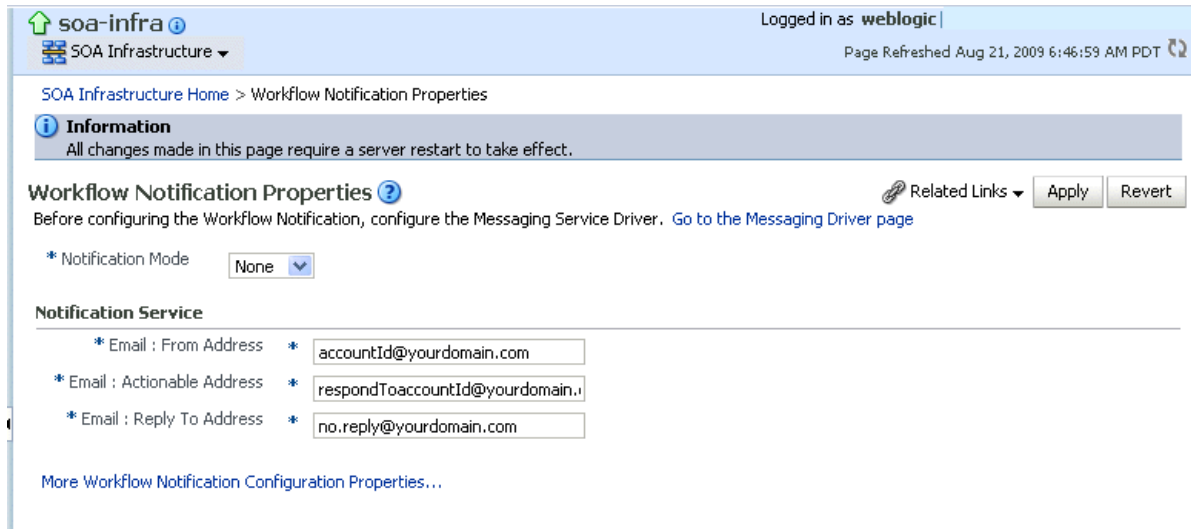 soa-infra
Logged in as weblogic
SOA Infrastructure
Page Refreshed Aug 21, 2009 6:46:59 AM PDT
SOA Infrastructure Home > Workflow Notification Properties
Information
All changes made in this page require a server restart to take effect.
Workflow Notification Properties
Related Links
Apply
Revert
Before configuring the Workflow Notification, configure the Messaging Service Driver. Go to the Messaging Driver page
* Notification Mode
None
Notification Service
* Email : From Address * accountId@yourdomain.com
* Email : Actionable Address * respondToaccountId@yourdomain.
* Email : Reply To Address * no.reply@yourdomain.com
More Workflow Notification Configuration Properties...